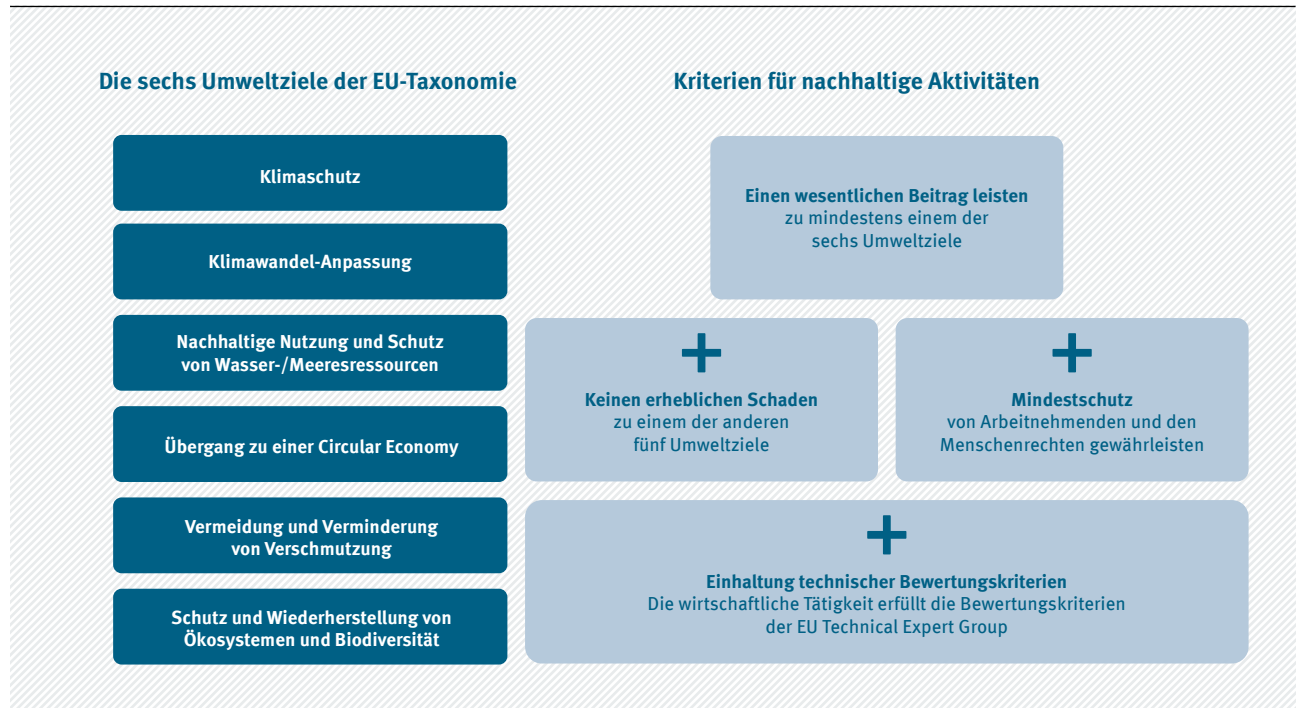 Die sechs Umweltziele der EU-Taxonomie
Klimaschutz
Klimawandel-Anpassung
Nachhaltige Nutzung und Schutz
von Wasser-/Meeresressourcen
Übergang zu einer Circular Economy
Vermeidung und Verminderung
von Verschmutzung
Schutz und Wiederherstellung von
Ökosystemen und Biodiversität
Kriterien für nachhaltige Aktivitäten
Einen wesentlichen Beitrag leisten
zu mindestens einem der
sechs Umweltziele
+
Keinen erheblichen Schaden
zu einem der anderen
fünf Umweltziele
+
Mindestschutz
von Arbeitnehmenden und den
Menschenrechten gewährleisten
+
Einhaltung technischer Bewertungskriterien
Die wirtschaftliche Tätigkeit erfüllt die Bewertungskriterien
der EU Technical Expert Group